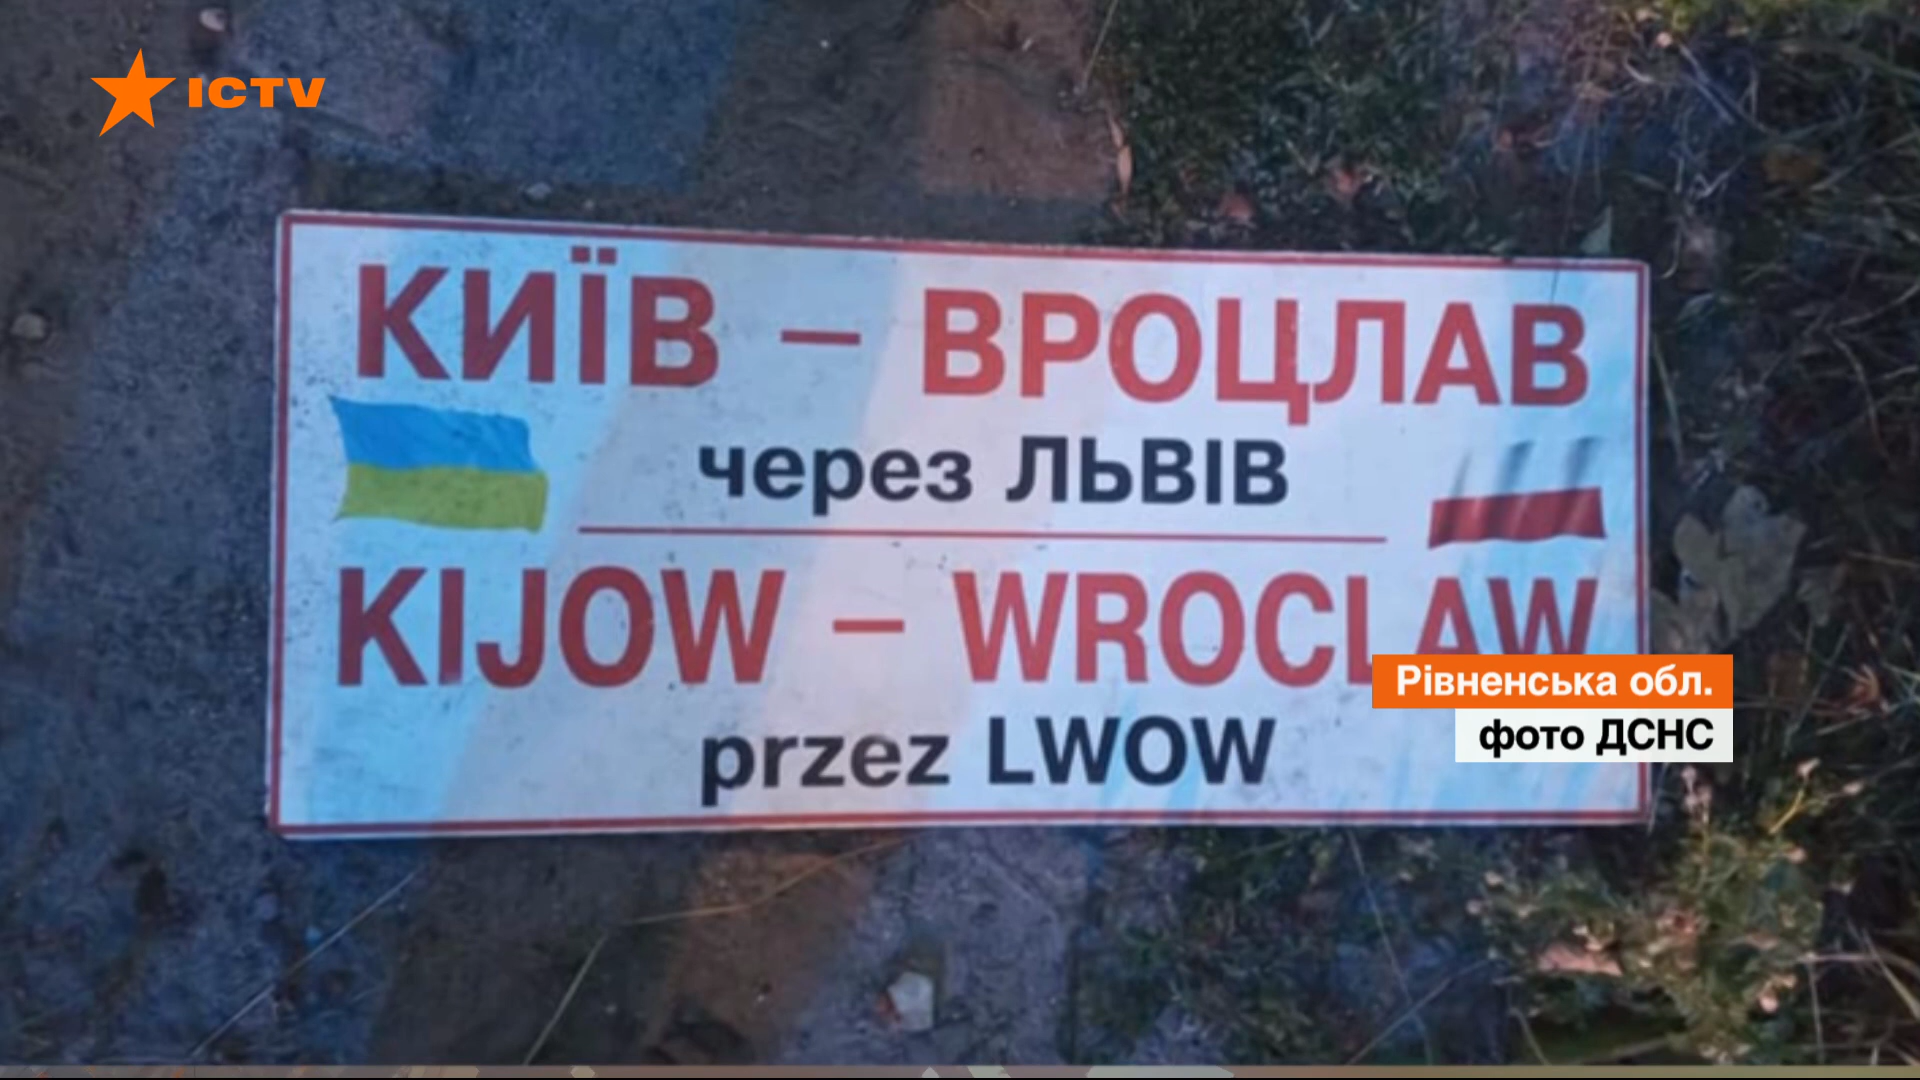 ICTV
КИЇВ – ВРОЦЛАВ
через ЛЬВІВ
KIJOW – WROCLAW
przez LWOW
Рівненська обл.
фото ДСНС